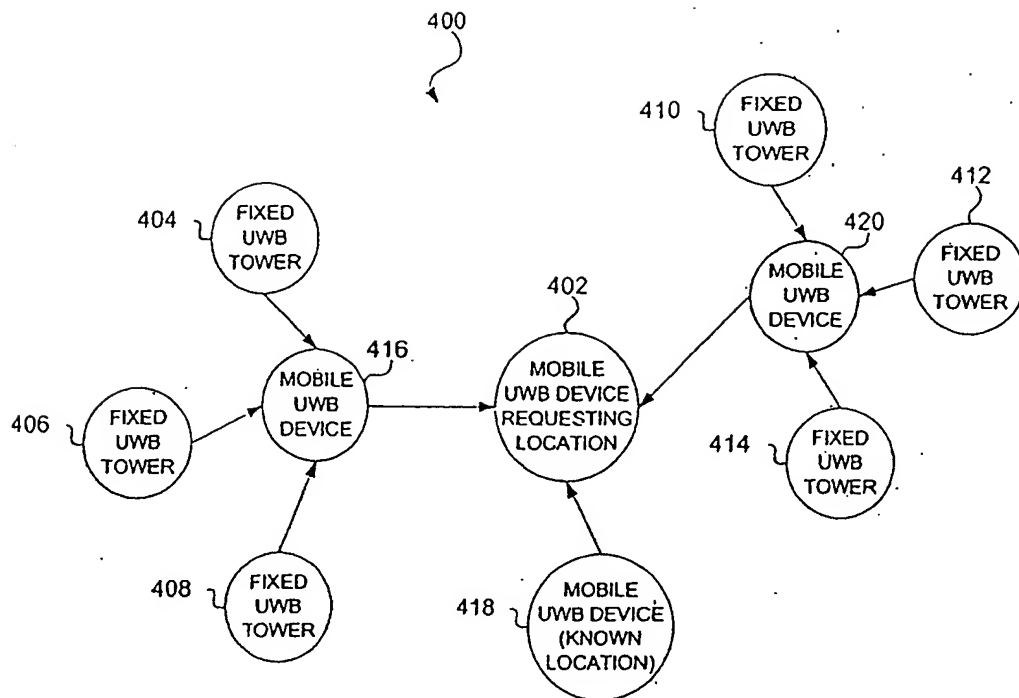 400
410
FIXED
UWB
TOWER
412
FIXED
UWB
TOWER
404
FIXED
UWB
TOWER
420
MOBILE
UWB
DEVICE
402
MOBILE
UWB DEVICE
REQUESTING
LOCATION
416
MOBILE
UWB
DEVICE
406
FIXED
UWB
TOWER
414
FIXED
UWB
TOWER
408
FIXED
UWB
TOWER
418
MOBILE
UWB DEVICE
(KNOWN
LOCATION)